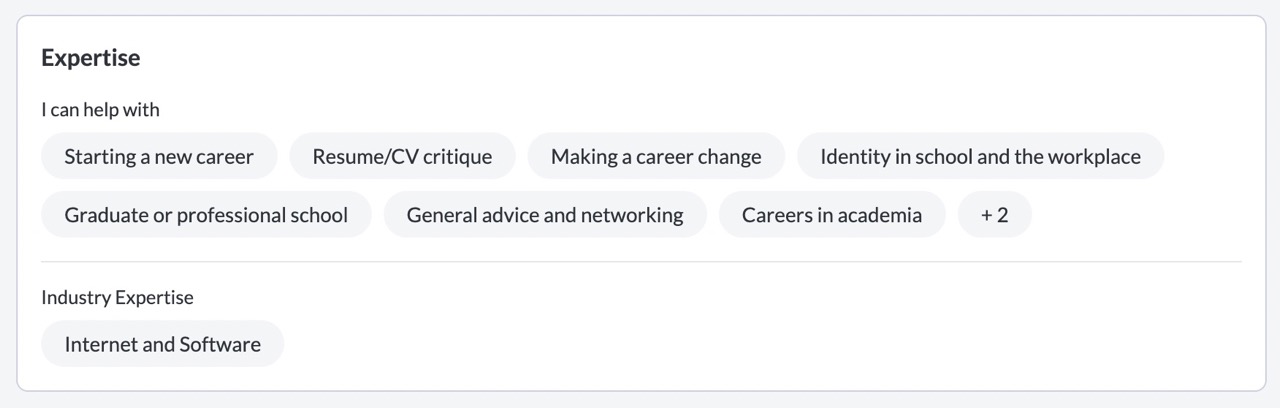 Expertise
I can help with
Starting a new career Resume/CV critique Making a career change Identity in school and the workplace
Graduate or professional school General advice and networking Careers in academia + 2
Industry Expertise
Internet and Software